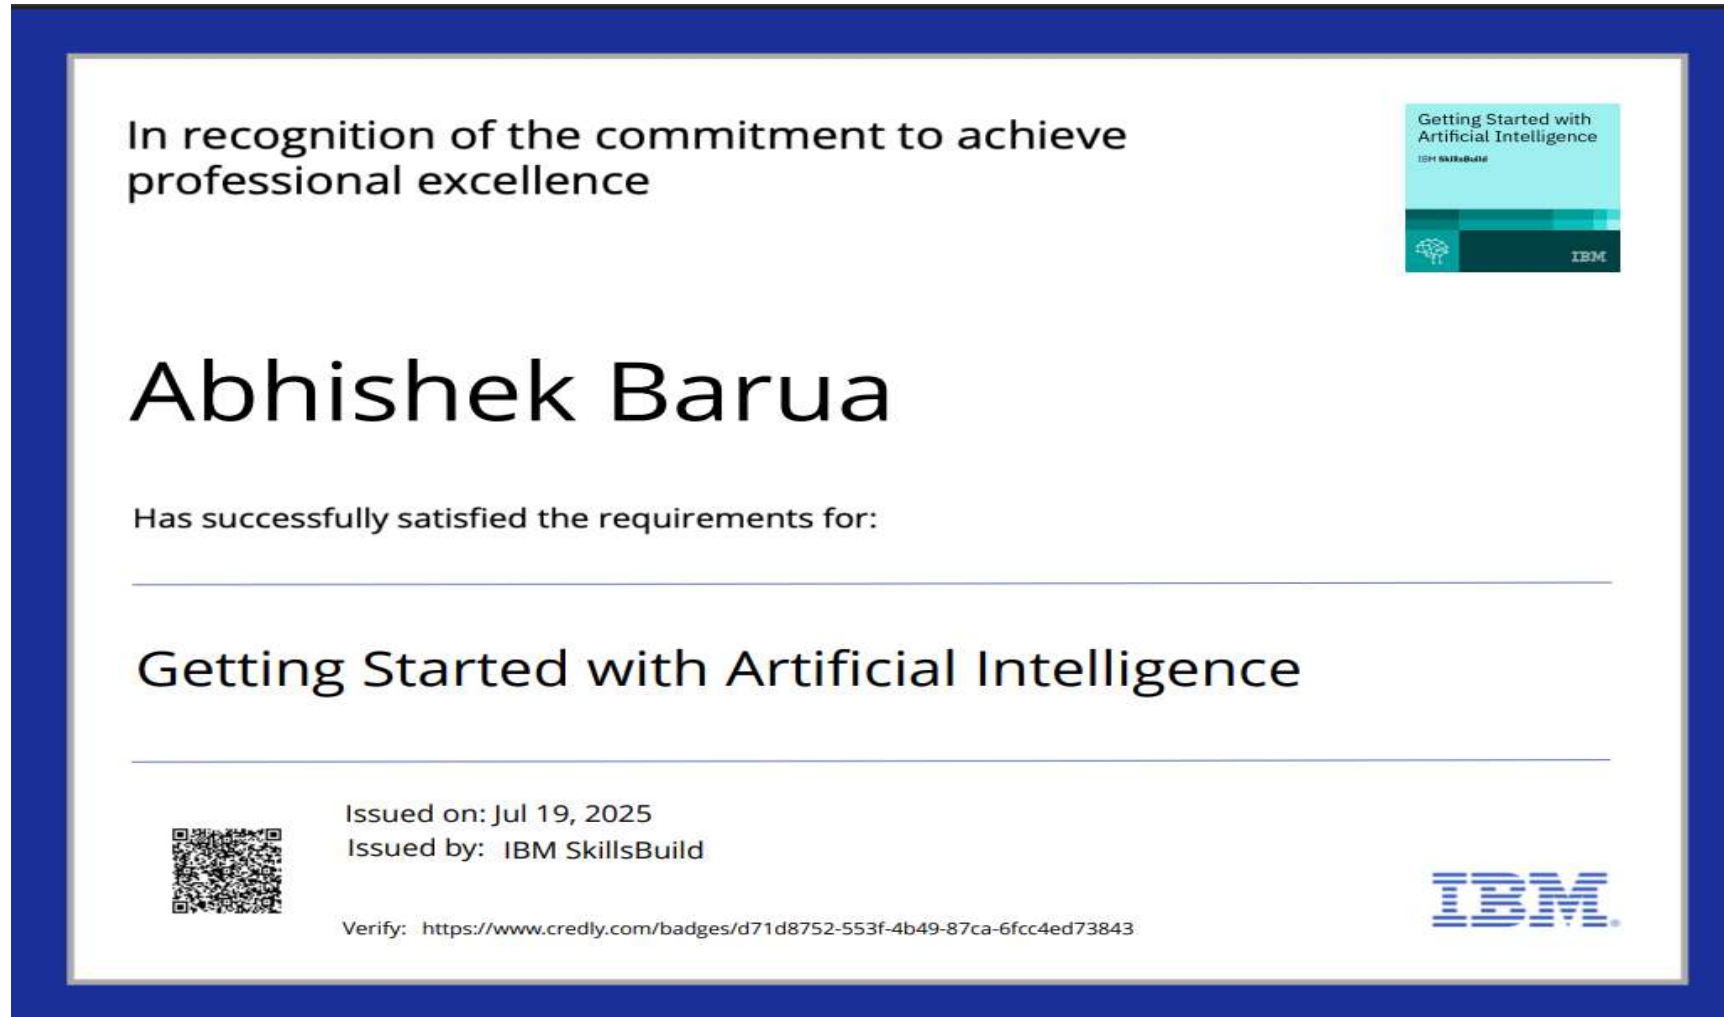 In recognition of the commitment to achieve
professional excellence
Getting Started with
Artificial Intelligence
IBM SkillsBuild
IBM
Abhishek Barua
Has successfully satisfied the requirements for:
Getting Started with Artificial Intelligence
Issued on: Jul 19, 2025
Issued by: IBM SkillsBuild
Verify: https://www.credly.com/badges/d71d8752-553f-4b49-87ca-6fcc4ed73843
IBM®